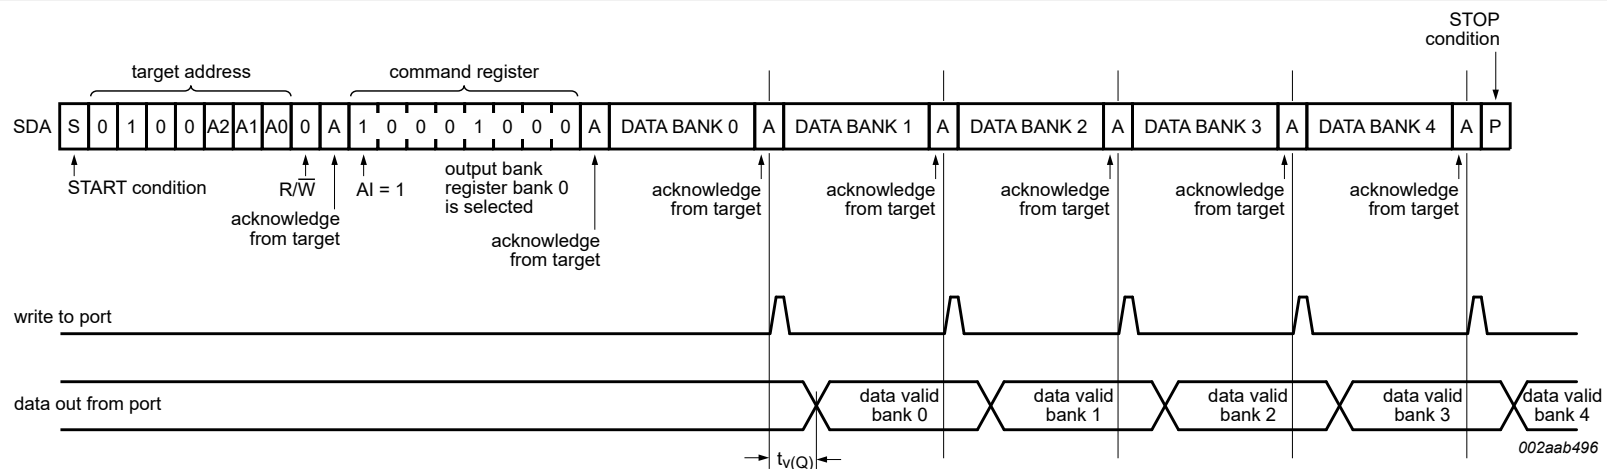 STOP
condition
target address
command register
SDA S 0 1 0 0 A2 A1 A0 0 A 1 0 0 0 1 0 0 0 A DATA BANK 0 A DATA BANK 1 A DATA BANK 2 A DATA BANK 3 A DATA BANK 4 A P
START condition
R/W̅
acknowledge
from target
AI = 1
output bank
register bank 0
is selected
acknowledge
from target
acknowledge
from target
acknowledge
from target
acknowledge
from target
acknowledge
from target
acknowledge
from target
write to port
data out from port
data valid
bank 0
data valid
bank 1
data valid
bank 2
data valid
bank 3
data valid
bank 4
002aab496
tv(Q)